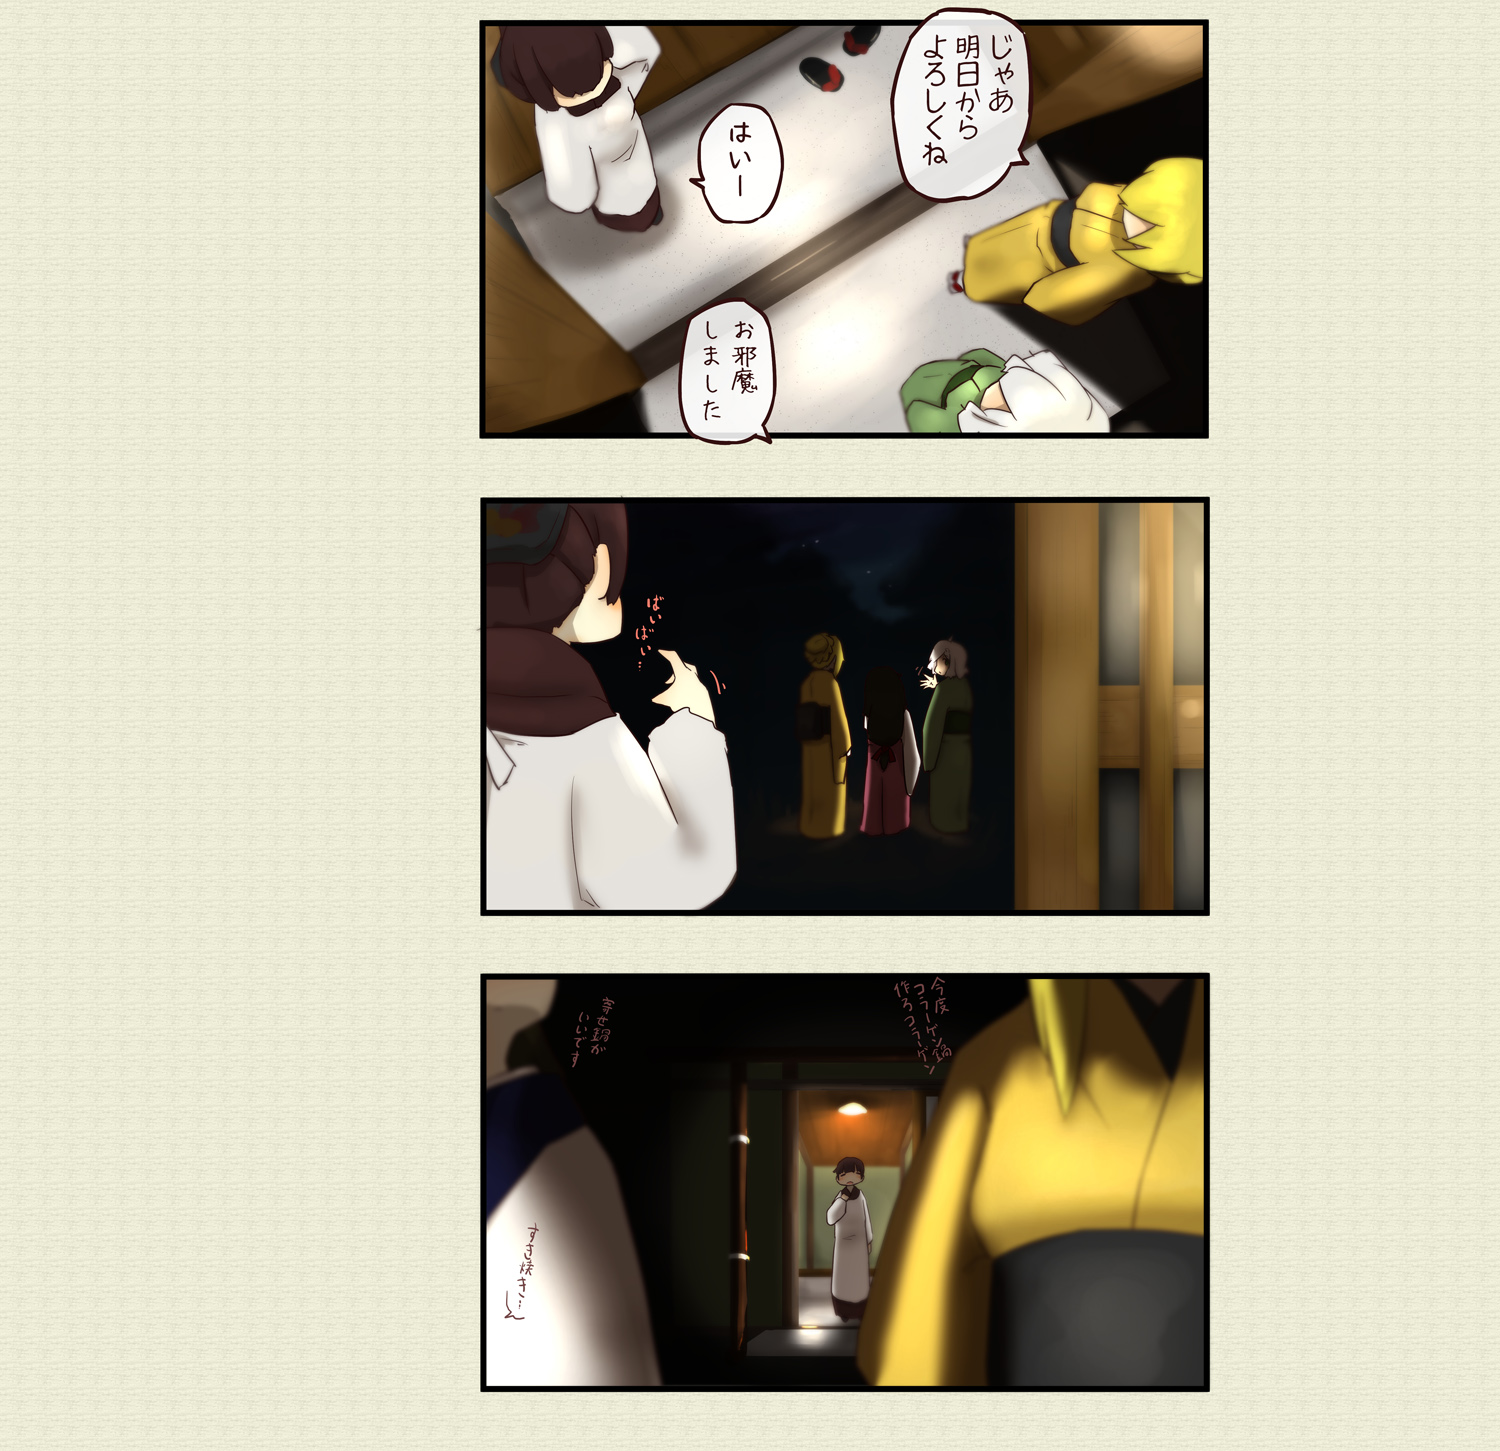 じゃあ
明日から
よろしくね
はいー
お邪魔
しました
ばいばい…
今度
コラーゲン鍋
作ろコラーゲン
寄せ鍋が
いいです
すき焼き…